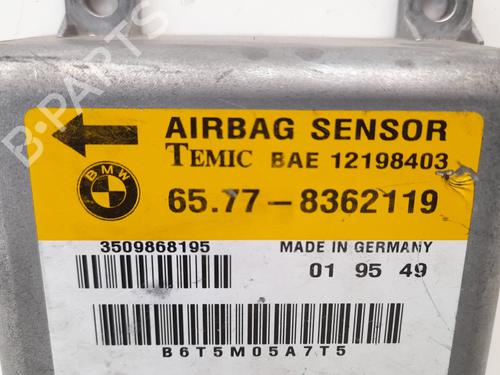 AIRBAG SENSOR
BMW
TEMIC BAE 12198403
65.77-8362119
3509868195
MADE IN GERMANY
01 95 49
B6T5M05A7T5
B-PARTS